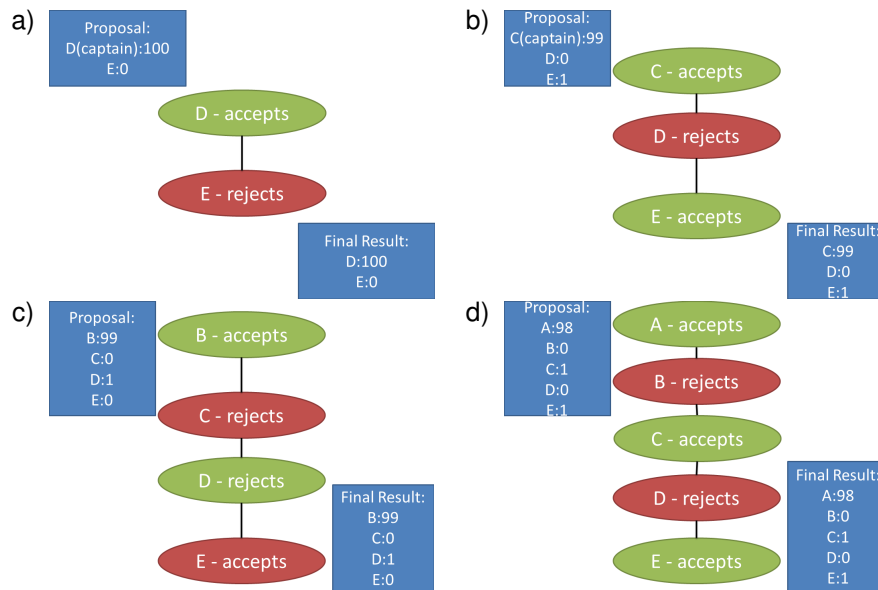 a)
Proposal:
D(captain):100
E:0
D - accepts
E - rejects
Final Result:
D:100
E:0
b)
Proposal:
C(captain):99
D:0
E:1
C - accepts
D - rejects
E - accepts
Final Result:
C:99
D:0
E:1
c)
Proposal:
B:99
C:0
D:1
E:0
B - accepts
C - rejects
D - rejects
E - accepts
Final Result:
B:99
C:0
D:1
E:0
d)
Proposal:
A:98
B:0
C:1
D:0
E:1
A - accepts
B - rejects
C - accepts
D - rejects
E - accepts
Final Result:
A:98
B:0
C:1
D:0
E:1